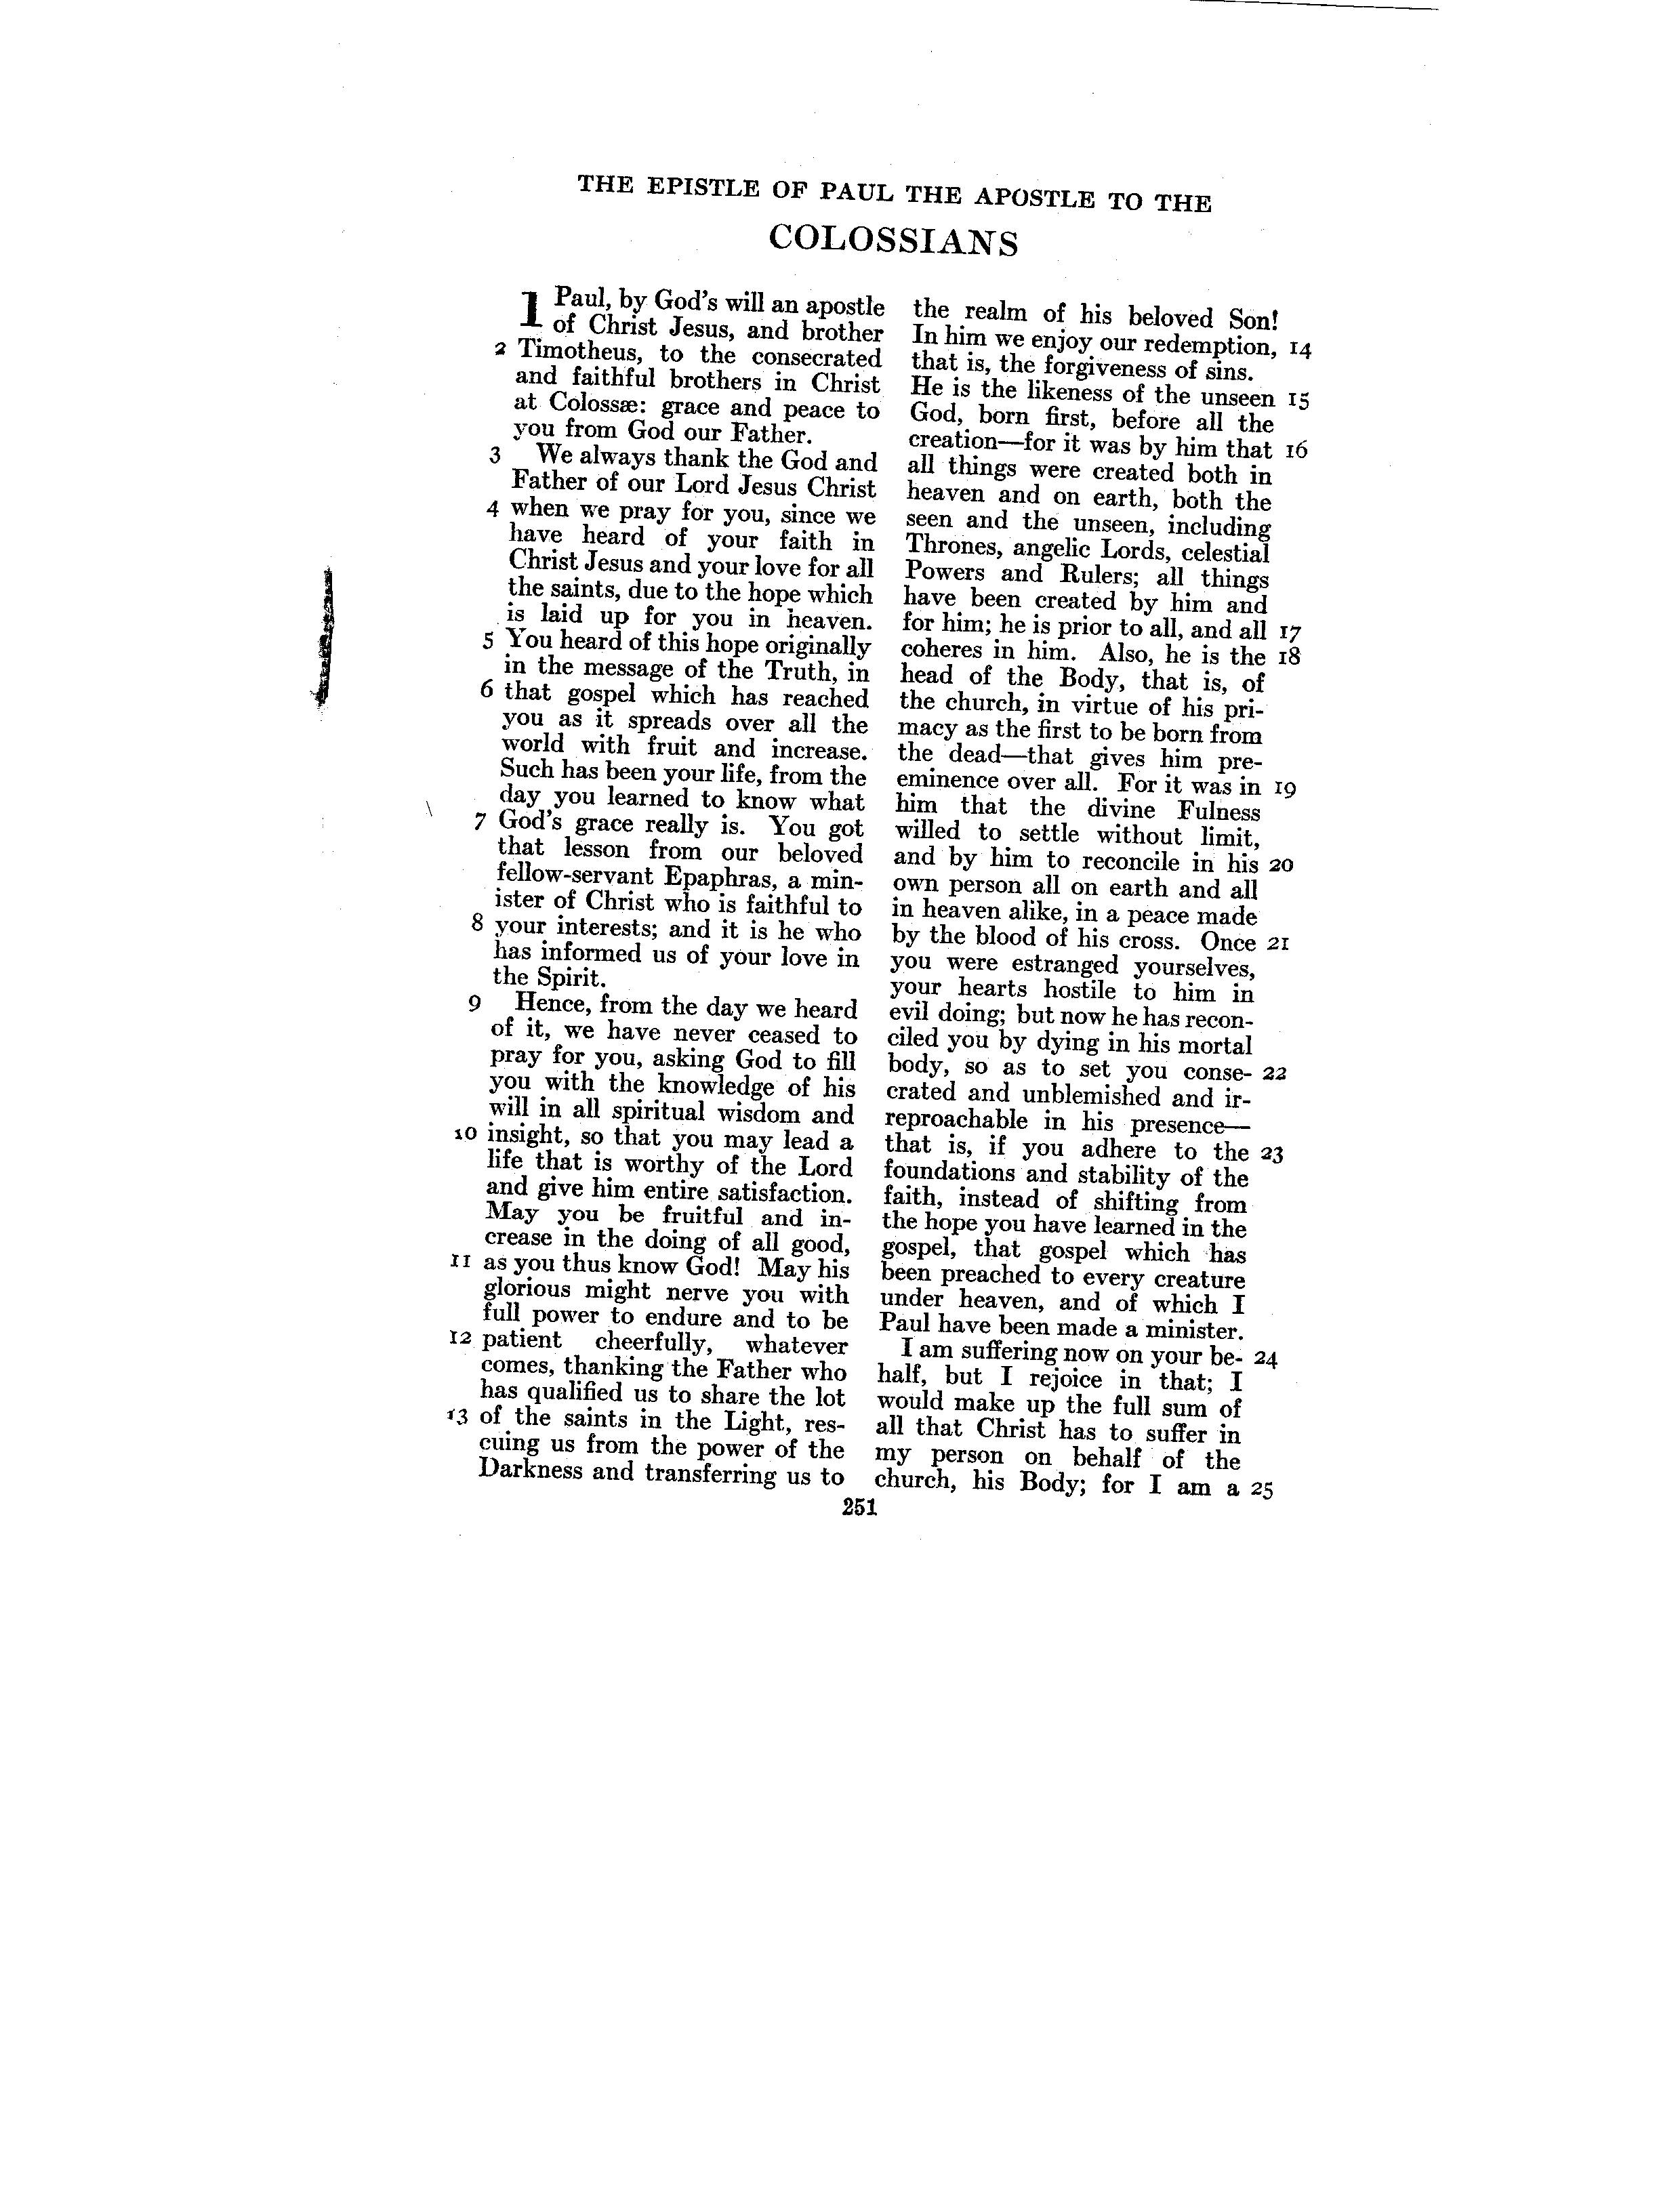 THE EPISTLE OF PAUL THE APOSTLE TO THE
COLOSSIANS
1 Paul, by God's will an apostle
of Christ Jesus, and brother
2 Timotheus, to the consecrated
and faithful brothers in Christ
at Colossæ: grace and peace to
you from God our Father.
3 We always thank the God and
Father of our Lord Jesus Christ
4 when we pray for you, since we
have heard of your faith in
Christ Jesus and your love for all
the saints, due to the hope which
is laid up for you in heaven.
5 You heard of this hope originally
in the message of the Truth, in
6 that gospel which has reached
you as it spreads over all the
world with fruit and increase.
Such has been your life, from the
day you learned to know what
7 God's grace really is. You got
that lesson from our beloved
fellow-servant Epaphras, a min-
ister of Christ who is faithful to
8 your interests; and it is he who
has informed us of your love in
the Spirit.
9 Hence, from the day we heard
of it, we have never ceased to
pray for you, asking God to fill
you with the knowledge of his
will in all spiritual wisdom and
10 insight, so that you may lead a
life that is worthy of the Lord
and give him entire satisfaction.
May you be fruitful and in-
crease in the doing of all good,
11 as you thus know God! May his
glorious might nerve you with
full power to endure and to be
12 patient cheerfully, whatever
comes, thanking the Father who
has qualified us to share the lot
13 of the saints in the Light, res-
cuing us from the power of the
Darkness and transferring us to
the realm of his beloved Son!
In him we enjoy our redemption, 14
that is, the forgiveness of sins.
He is the likeness of the unseen 15
God, born first, before all the
creation—for it was by him that 16
all things were created both in
heaven and on earth, both the
seen and the unseen, including
Thrones, angelic Lords, celestial
Powers and Rulers; all things
have been created by him and
for him; he is prior to all, and all 17
coheres in him. Also, he is the 18
head of the Body, that is, of
the church, in virtue of his pri-
macy as the first to be born from
the dead—that gives him pre-
eminence over all. For it was in 19
him that the divine Fulness
willed to settle without limit,
and by him to reconcile in his 20
own person all on earth and all
in heaven alike, in a peace made
by the blood of his cross. Once 21
you were estranged yourselves,
your hearts hostile to him in
evil doing; but now he has recon-
ciled you by dying in his mortal
body, so as to set you conse- 22
crated and unblemished and ir-
reproachable in his presence—
that is, if you adhere to the 23
foundations and stability of the
faith, instead of shifting from
the hope you have learned in the
gospel, that gospel which has
been preached to every creature
under heaven, and of which I
Paul have been made a minister.
I am suffering now on your be- 24
half, but I rejoice in that; I
would make up the full sum of
all that Christ has to suffer in
my person on behalf of the
church, his Body; for I am a 25
251